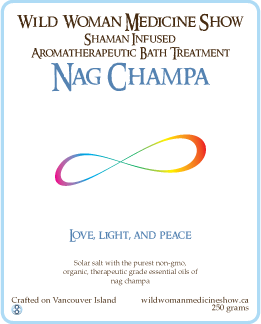 Wild Woman Medicine Show
Shaman Infused
Aromatherapeutic Bath Treatment
Nag Champa
Love, light, and peace
Solar salt with the purest non-gmo,
organic, therapeutic grade essential oils of
nag champa
Crafted on Vancouver Island wildwomanmedicineshow.ca
250 grams